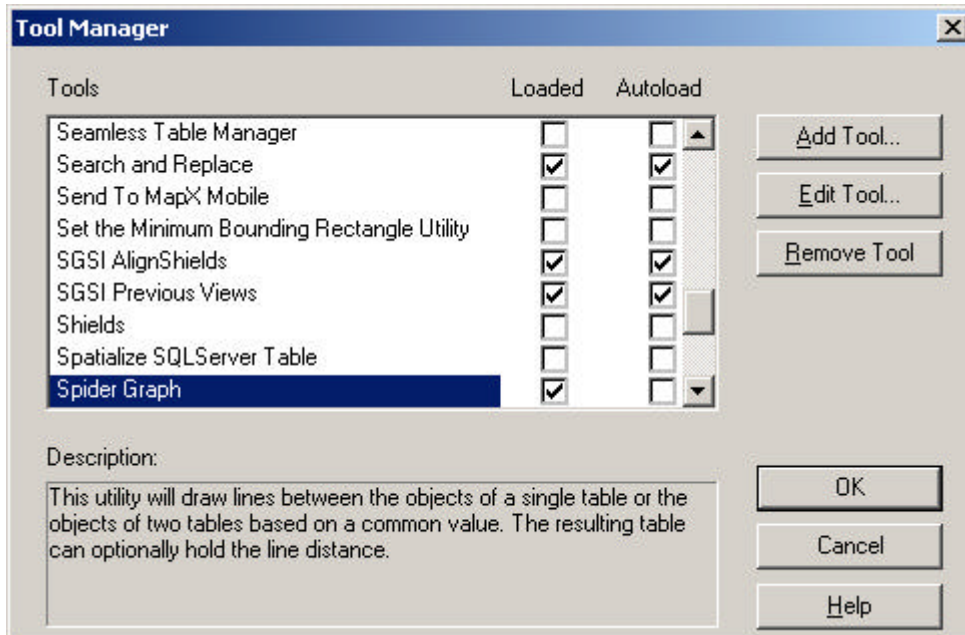 Tool Manager
Tools Loaded Autoload
Seamless Table Manager
Search and Replace
Send To MapX Mobile
Set the Minimum Bounding Rectangle Utility
SGSI AlignShields
SGSI Previous Views
Shields
Spatialize SQLServer Table
Spider Graph
Add Tool...
Edit Tool...
Remove Tool
Description:
This utility will draw lines between the objects of a single table or the
objects of two tables based on a common value. The resulting table
can optionally hold the line distance.
OK
Cancel
Help